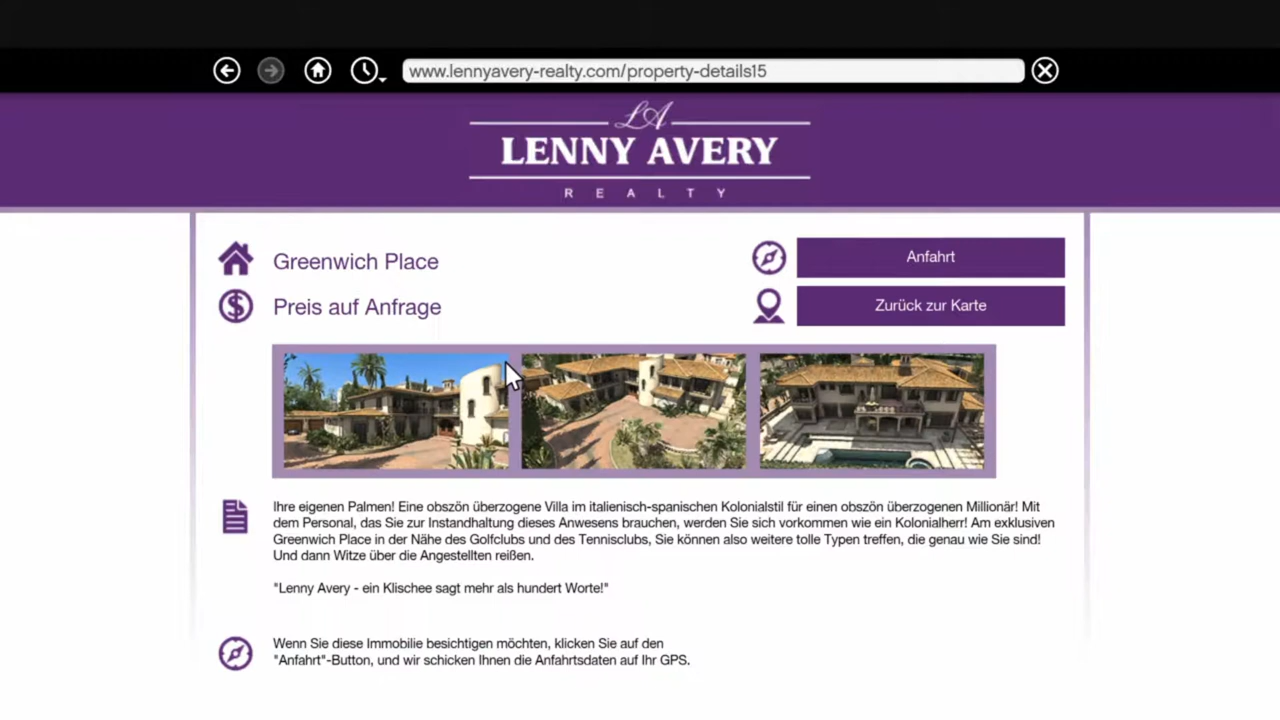 www.lennyavery-realty.com/property-details15
LA
LENNY AVERY
REALTY
Greenwich Place
Anfahrt
Preis auf Anfrage
Zurück zur Karte
Ihre eigenen Palmen! Eine obszön überzogene Villa im italienisch-spanischen Kolonialstil für einen obszön überzogenen Millionär! Mit
dem Personal, das Sie zur Instandhaltung dieses Anwesens brauchen, werden Sie sich vorkommen wie ein Kolonialherr! Am exklusiven
Greenwich Place in der Nähe des Golfclubs und des Tennisclubs, Sie können also weitere tolle Typen treffen, die genau wie Sie sind!
Und dann Witze über die Angestellten reißen.
"Lenny Avery - ein Klischee sagt mehr als hundert Worte!"
Wenn Sie diese Immobilie besichtigen möchten, klicken Sie auf den
"Anfahrt"-Button, und wir schicken Ihnen die Anfahrtsdaten auf Ihr GPS.